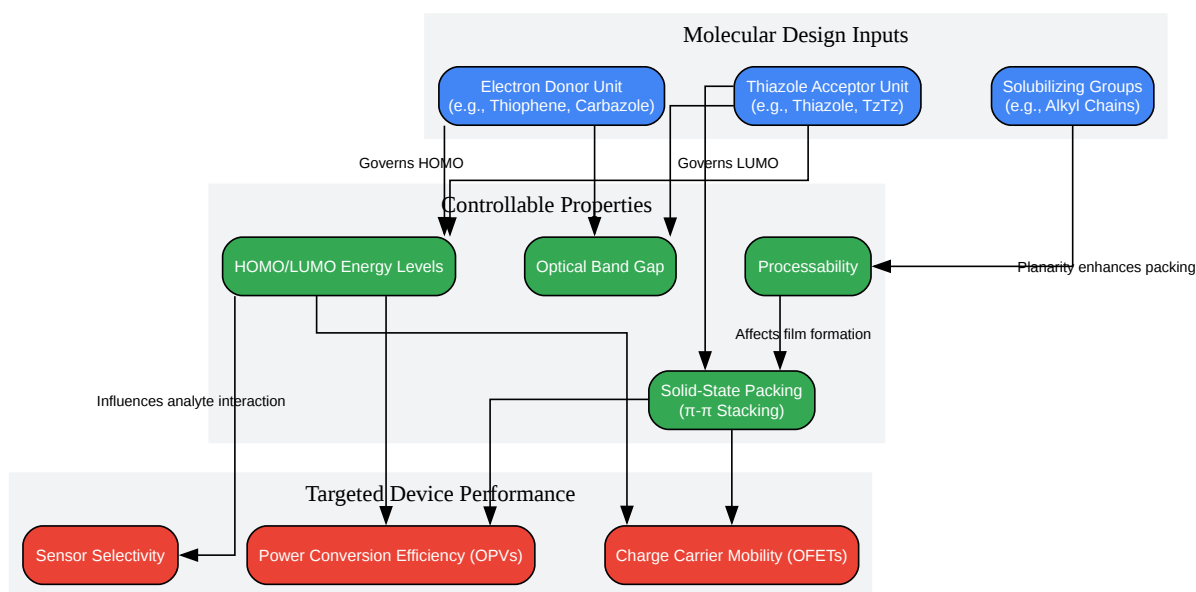 Molecular Design Inputs
Electron Donor Unit
(e.g., Thiophene, Carbazole)
Thiazole Acceptor Unit
(e.g., Thiazole, TzTz)
Solubilizing Groups
(e.g., Alkyl Chains)
Governs HOMO
Governs LUMO
Controllable Properties
HOMO/LUMO Energy Levels
Optical Band Gap
Processability
Planarity enhances packing
Affects film formation
Solid-State Packing
(π-π Stacking)
Influences analyte interaction
Targeted Device Performance
Sensor Selectivity
Power Conversion Efficiency (OPVs)
Charge Carrier Mobility (OFETs)